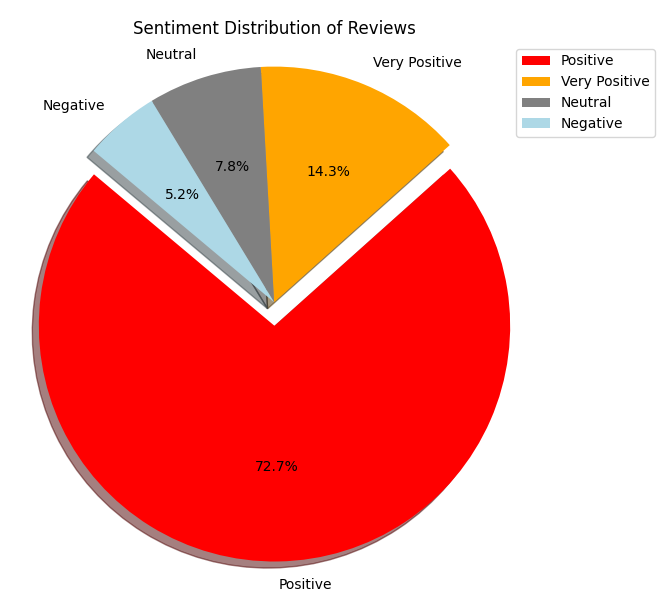 Sentiment Distribution of Reviews
Neutral
Very Positive
Negative
7.8%
14.3%
5.2%
72.7%
Positive
Positive
Very Positive
Neutral
Negative